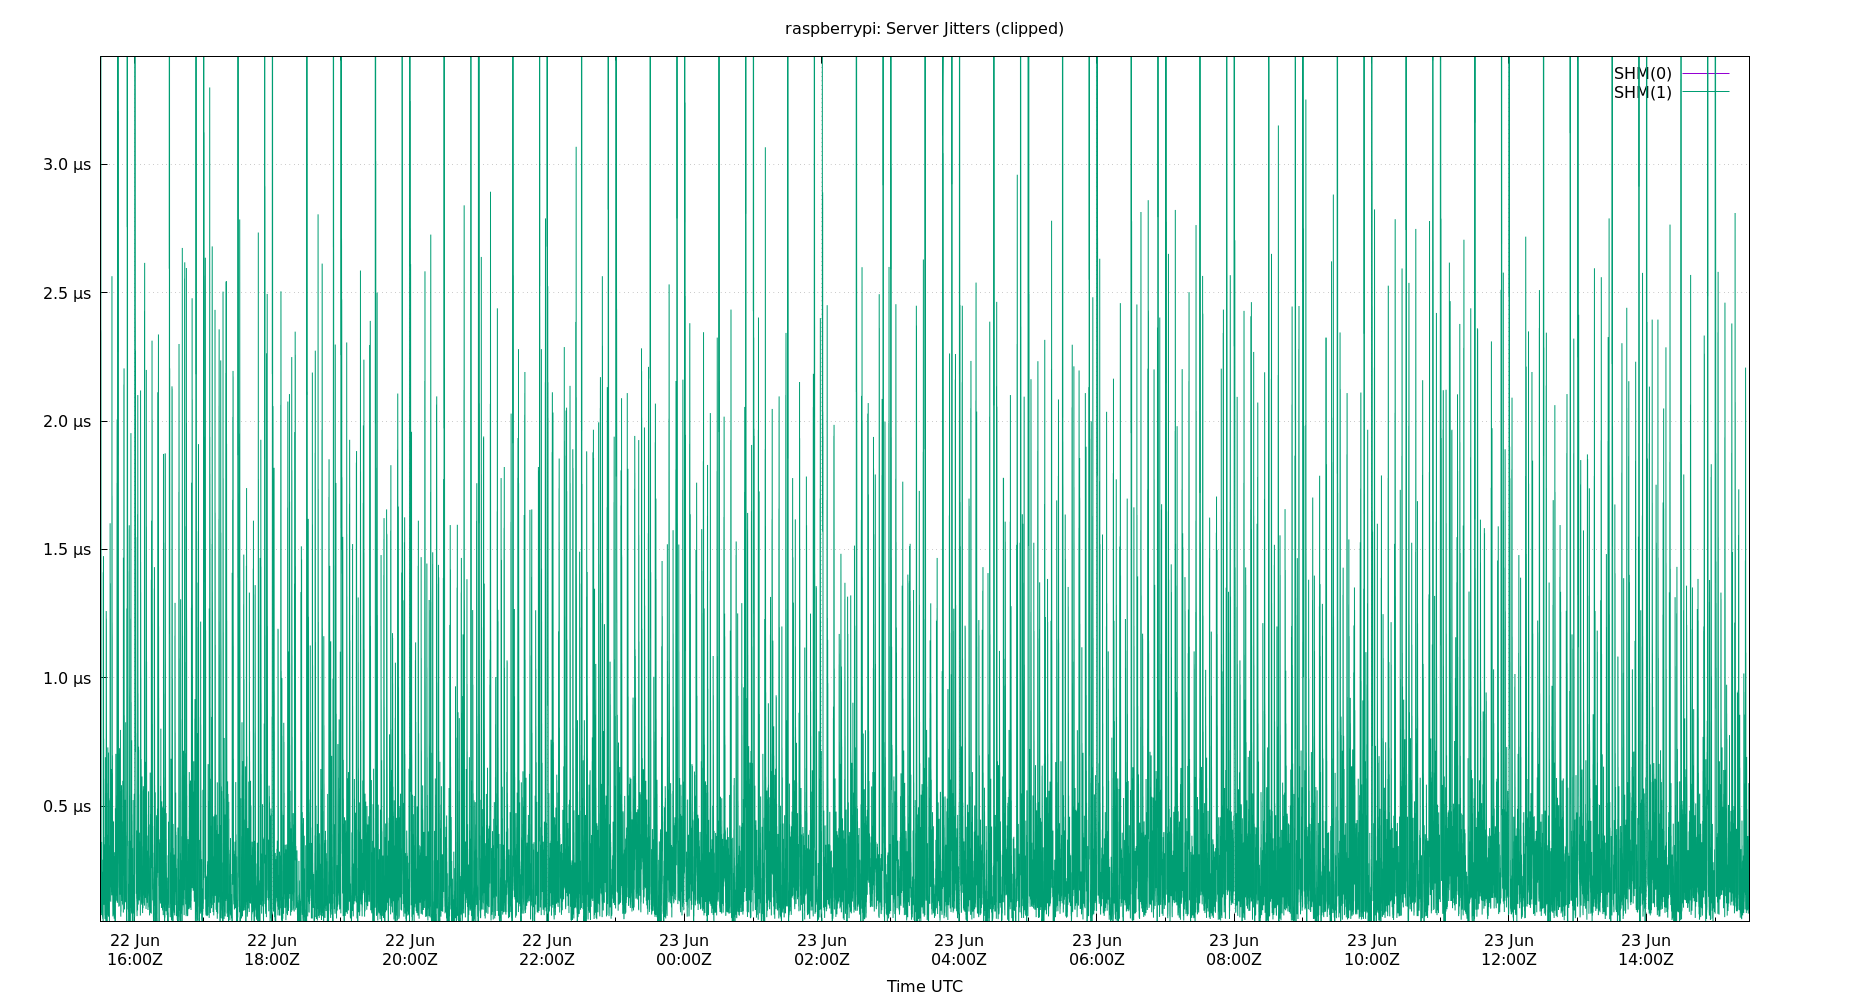 raspberrypi: Server Jitters (clipped)
SHM(0)
SHM(1)
3.0 µs
2.5 µs
2.0 µs
1.5 µs
1.0 µs
0.5 µs
22 Jun 22 Jun 22 Jun 22 Jun 23 Jun 23 Jun 23 Jun 23 Jun 23 Jun 23 Jun 23 Jun 23 Jun
16:00Z 18:00Z 20:00Z 22:00Z 00:00Z 02:00Z 04:00Z 06:00Z 08:00Z 10:00Z 12:00Z 14:00Z
Time UTC